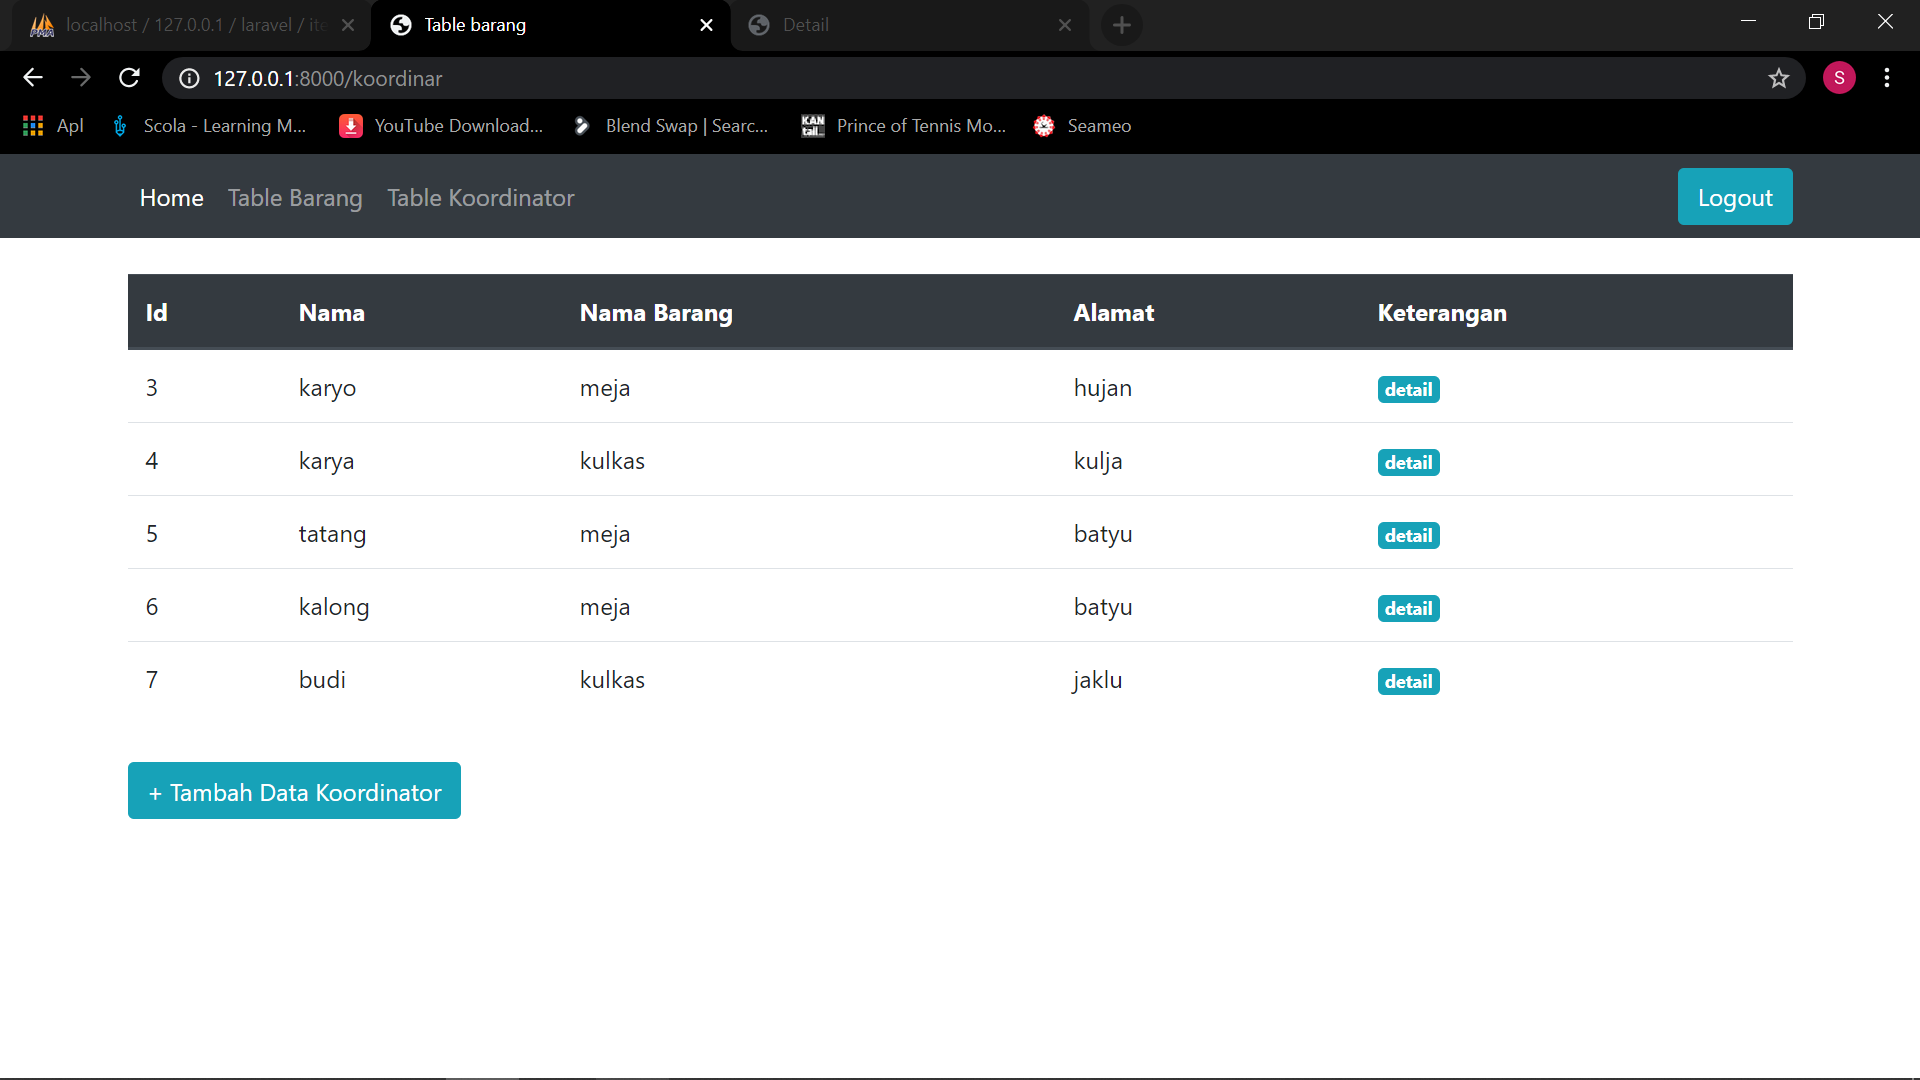 localhost / 127.0.0.1 / laravel / ite
Table barang
Detail
127.0.0.1:8000/koordinar
S
Apl
Scola - Learning M...
YouTube Download...
Blend Swap | Searc...
Prince of Tennis Mo...
Seameo
Home Table Barang Table Koordinator Logout
Id Nama Nama Barang Alamat Keterangan
3 karyo meja hujan detail
4 karya kulkas kulja detail
5 tatang meja batyu detail
6 kalong meja batyu detail
7 budi kulkas jaklu detail
+ Tambah Data Koordinator